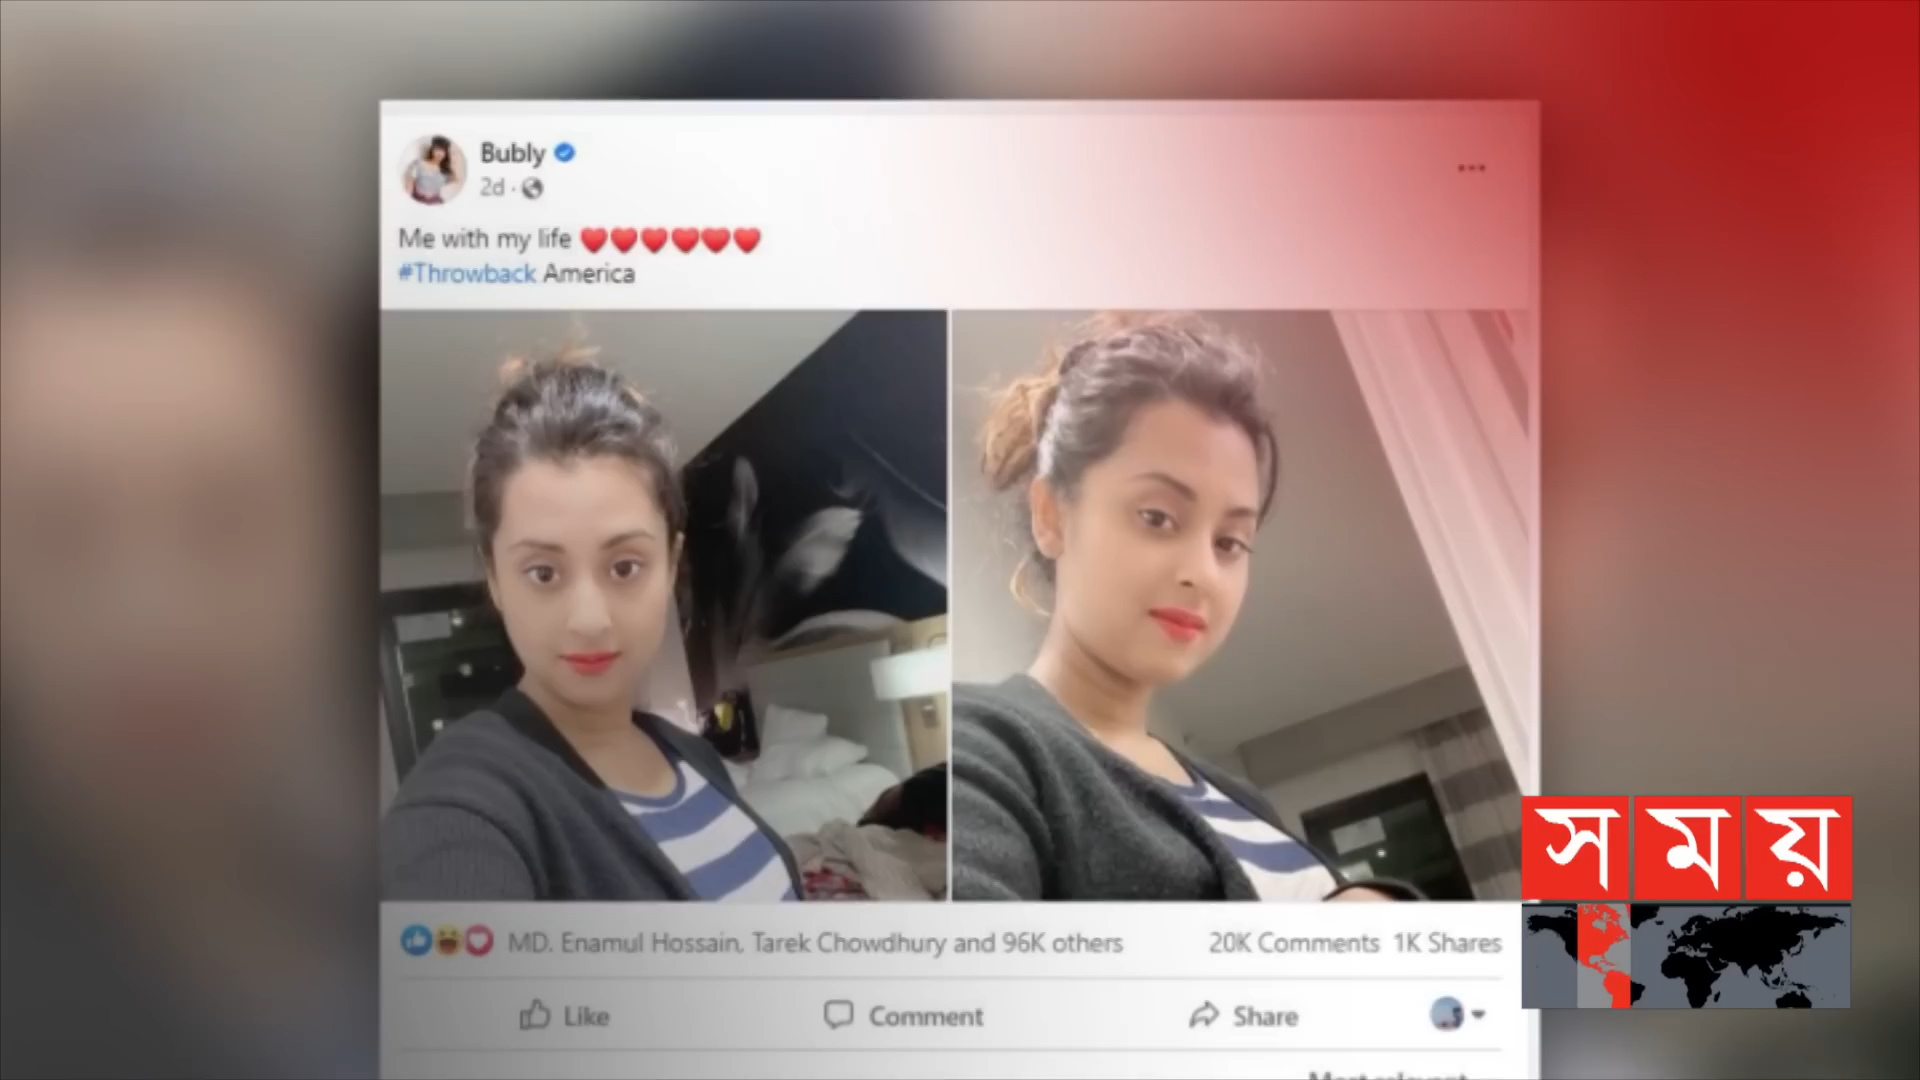 Bubly
2d
Me with my life ❤️❤️❤️❤️❤️❤️
#Throwback America
MD. Enamul Hossain, Tarek Chowdhury and 96K others
20K Comments 1K Shares
Like
Comment
Share
সময়